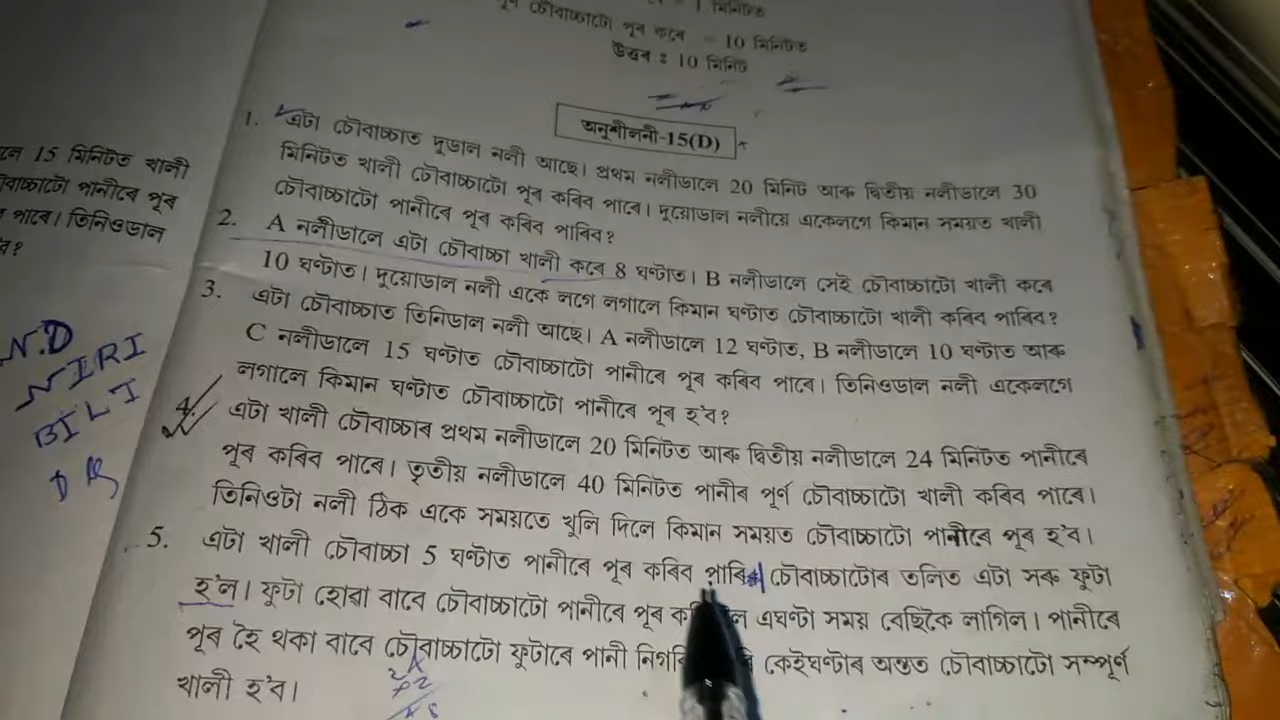 = 1 মিনিটত
চৌবাচ্চাটো পূৰ কৰে = 10 মিনিটত
উত্তৰ : 10 মিনিট
অনুশীলনী-15(D)
1. এটা চৌবাচ্চাত দুডাল নলী আছে। প্ৰথম নলীডালে 20 মিনিট আৰু দ্বিতীয় নলীডালে 30
মিনিটত খালী চৌবাচ্চাটো পূৰ কৰিব পাৰে। দুয়োডাল নলীয়ে একেলগে কিমান সময়ত খালী
চৌবাচ্চাটো পানীৰে পূৰ কৰিব পাৰিব?
2. A নলীডালে এটা চৌবাচ্চা খালী কৰে 8 ঘণ্টাত। B নলীডালে সেই চৌবাচ্চাটো খালী কৰে
10 ঘণ্টাত। দুয়োডাল নলী একে লগে লগালে কিমান ঘণ্টাত চৌবাচ্চাটো খালী কৰিব পাৰিব?
3. এটা চৌবাচ্চাত তিনিডাল নলী আছে। A নলীডালে 12 ঘণ্টাত, B নলীডালে 10 ঘণ্টাত আৰু
C নলীডালে 15 ঘণ্টাত চৌবাচ্চাটো পানীৰে পূৰ কৰিব পাৰে। তিনিওডাল নলী একেলগে
লগালে কিমান ঘণ্টাত চৌবাচ্চাটো পানীৰে পূৰ হ'ব?
4. এটা খালী চৌবাচ্চাৰ প্ৰথম নলীডালে 20 মিনিটত আৰু দ্বিতীয় নলীডালে 24 মিনিটত পানীৰে
পূৰ কৰিব পাৰে। তৃতীয় নলীডালে 40 মিনিটত পানীৰ পূৰ্ণ চৌবাচ্চাটো খালী কৰিব পাৰে।
তিনিওটা নলী ঠিক একে সময়তে খুলি দিলে কিমান সময়ত চৌবাচ্চাটো পানীৰে পূৰ হ'ব।
5. এটা খালী চৌবাচ্চা 5 ঘণ্টাত পানীৰে পূৰ কৰিব পাৰি। চৌবাচ্চাটোৰ তলিত এটা সৰু ফুটা
হ'ল। ফুটা হোৱা বাবে চৌবাচ্চাটো পানীৰে পূৰ এঘণ্টা সময় বেছিকৈ লাগিল। পানীৰে
পূৰ হৈ থকা বাবে চৌবাচ্চাটো ফুটাৰে পানী কেইঘণ্টাৰ অন্তত চৌবাচ্চাটো সম্পূৰ্ণ
খালী হ'ব।
15 মিনিটত খালী
পানীৰে পূৰ
পাৰে। তিনিওডাল
N.D
NIRI
BILI